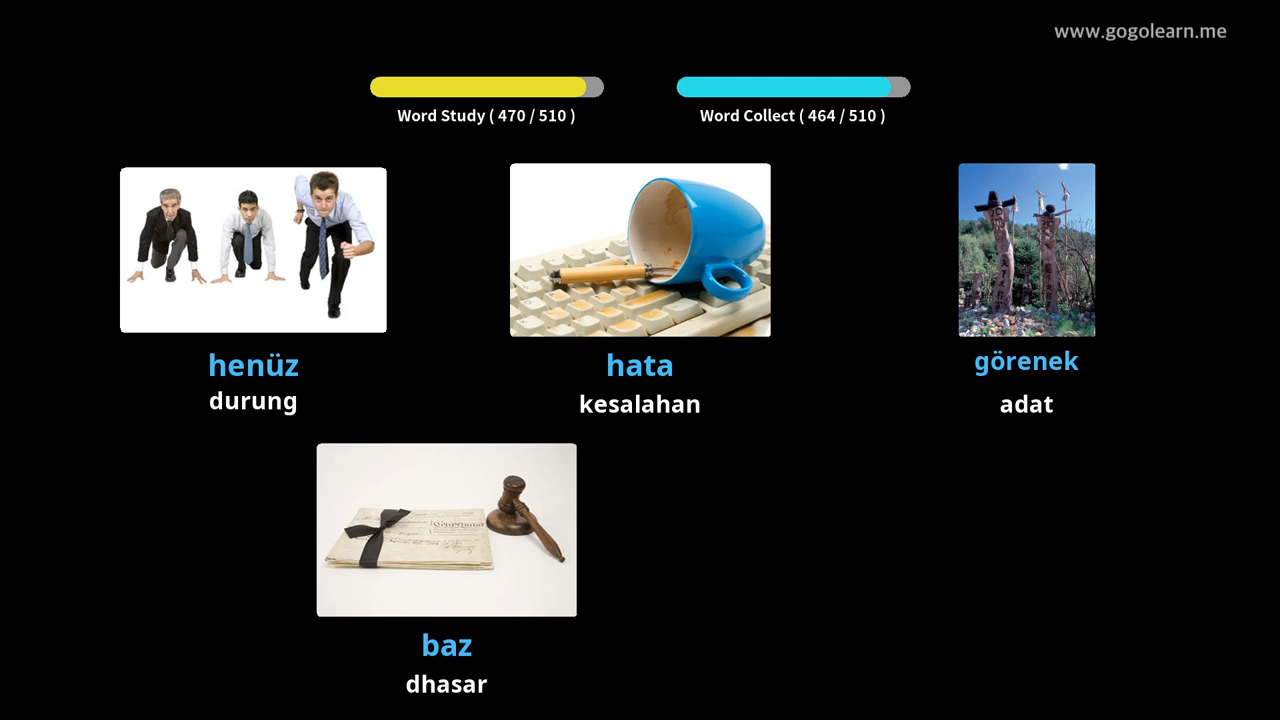 www.gogolearn.me
Word Study ( 470 / 510 )
Word Collect ( 464 / 510 )
henüz
durung
hata
kesalahan
görenek
adat
baz
dhasar